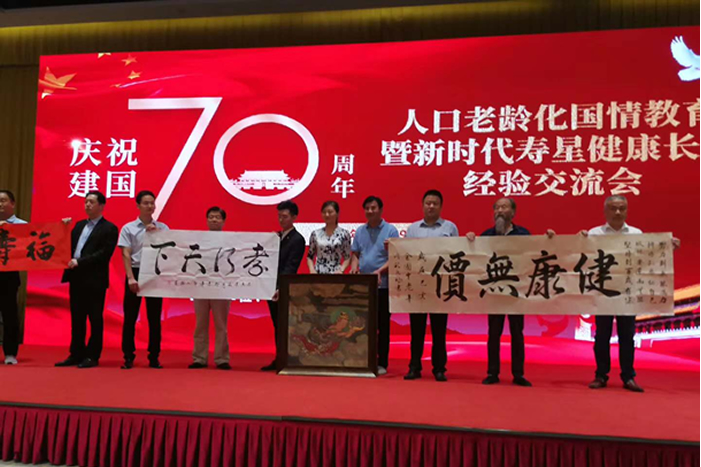 庆祝
建国
70
周年
人口老龄化国情教育
暨新时代寿星健康长
经验交流会
福壽
孝行天下
健康無價